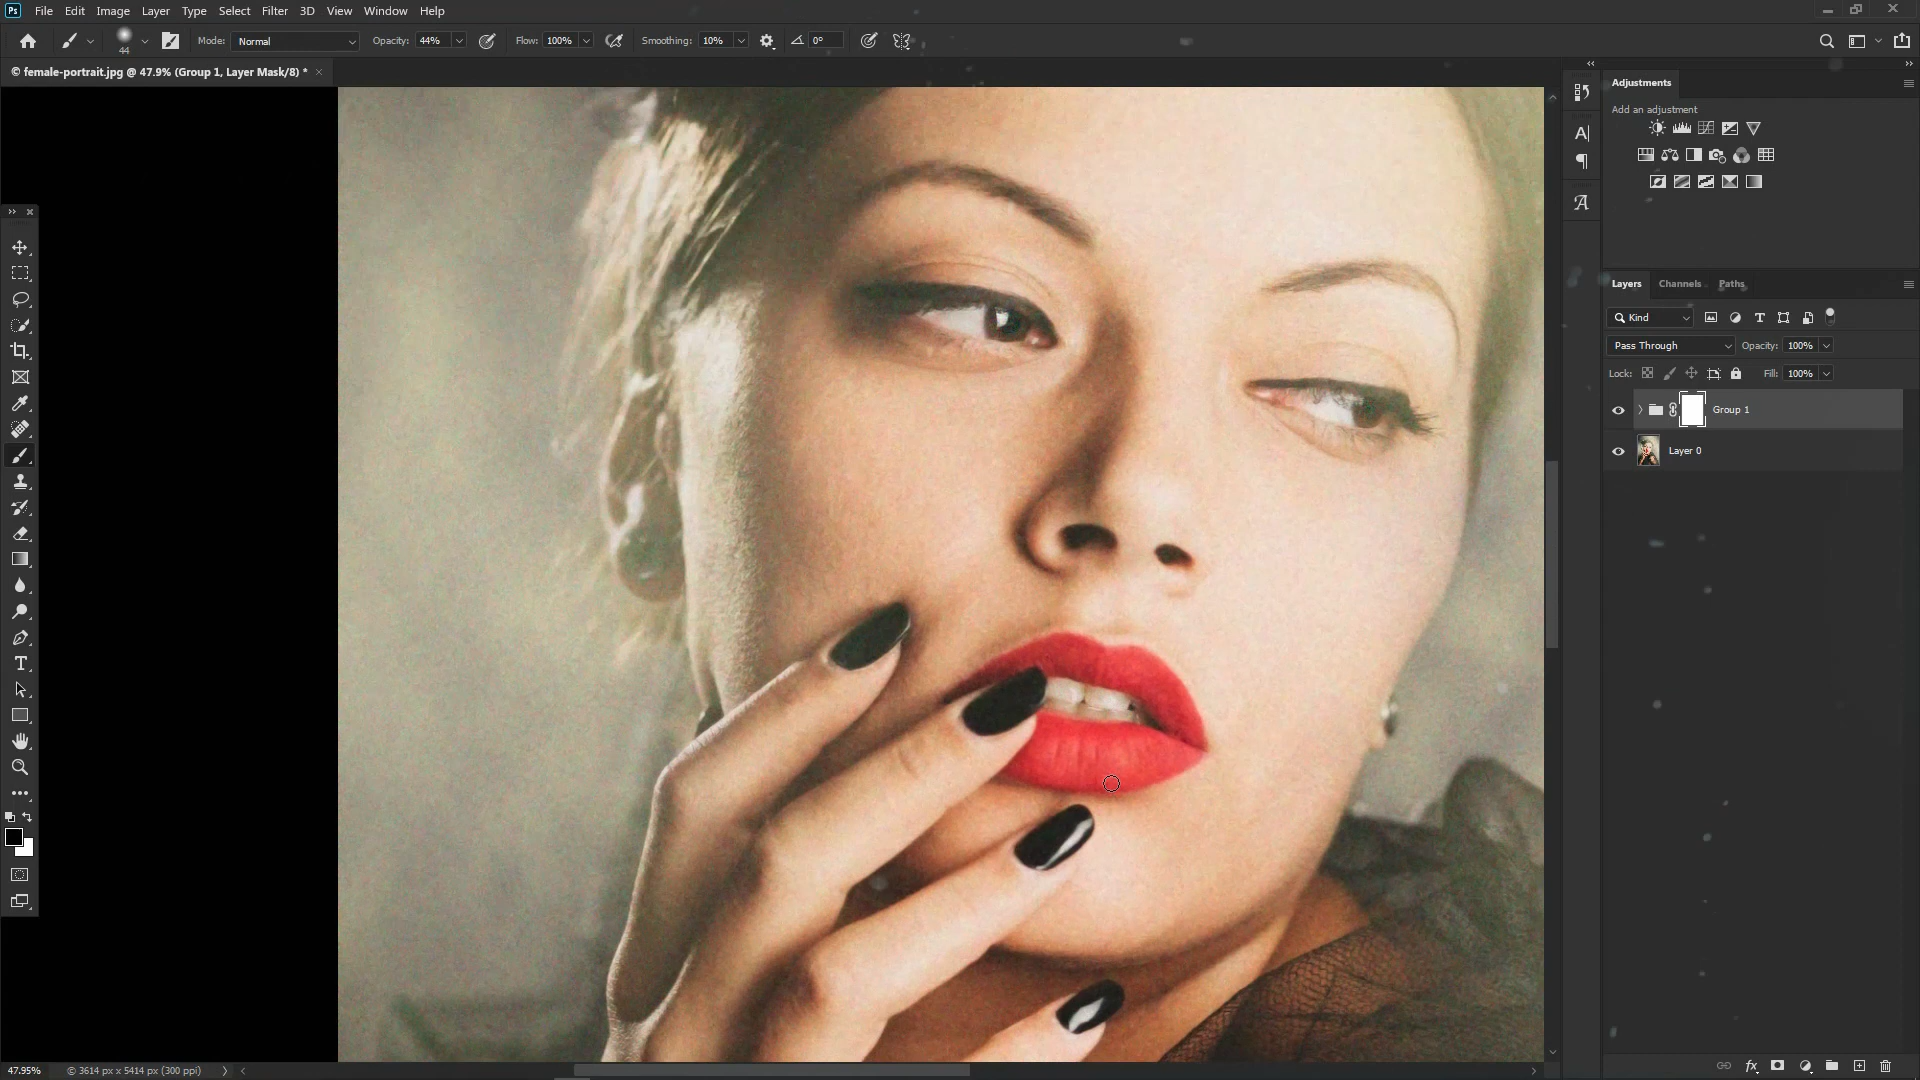 Ps File Edit Image Layer Type Select Filter 3D View Window Help
44 Mode: Normal Opacity: 44% Flow: 100% Smoothing: 10% 0°
© female-portrait.jpg @ 47.9% (Group 1, Layer Mask/8) *
Adjustments
Add an adjustment
Layers Channels Paths
Kind
Pass Through Opacity: 100%
Lock: Fill: 100%
Group 1
Layer 0
47.95% © 3614 px x 5414 px (300 ppi)